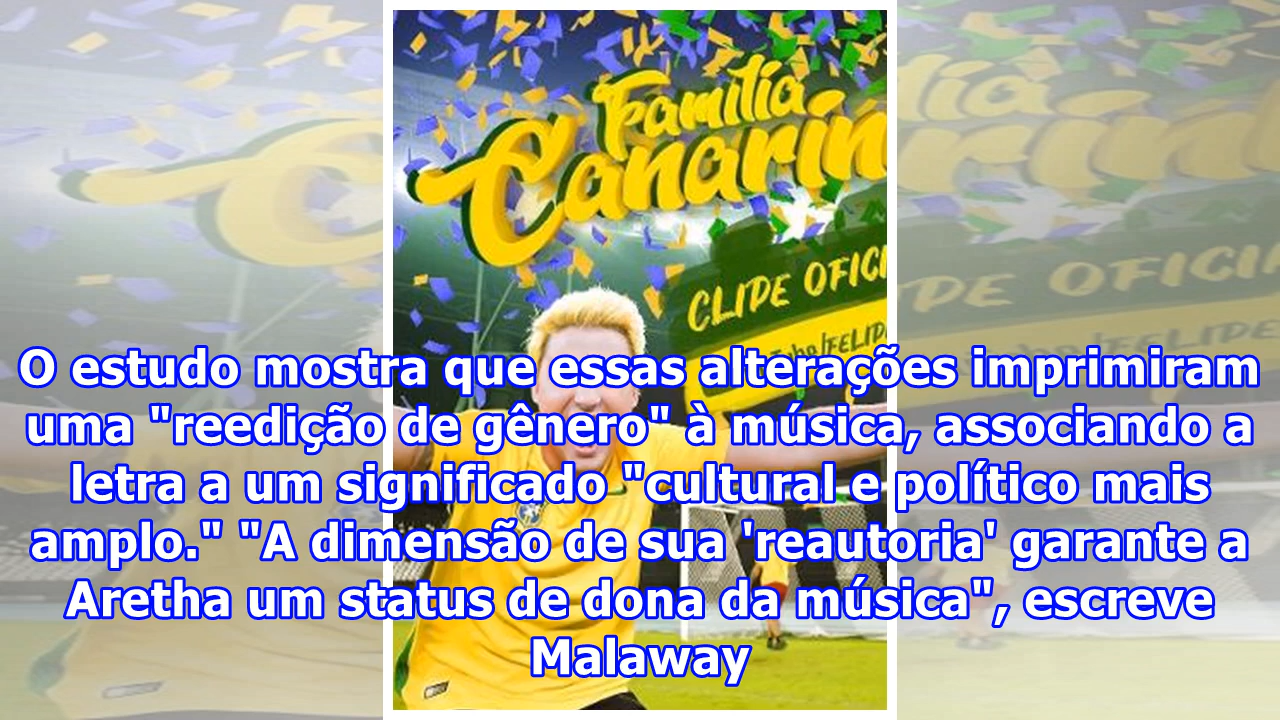 Família
Canarin
CLIPE OFICI
O estudo mostra que essas alterações imprimiram
uma "reedição de gênero" à música, associando a
letra a um significado "cultural e político mais
amplo." "A dimensão de sua 'reautoria' garante a
Aretha um status de dona da música", escreve
Malaway